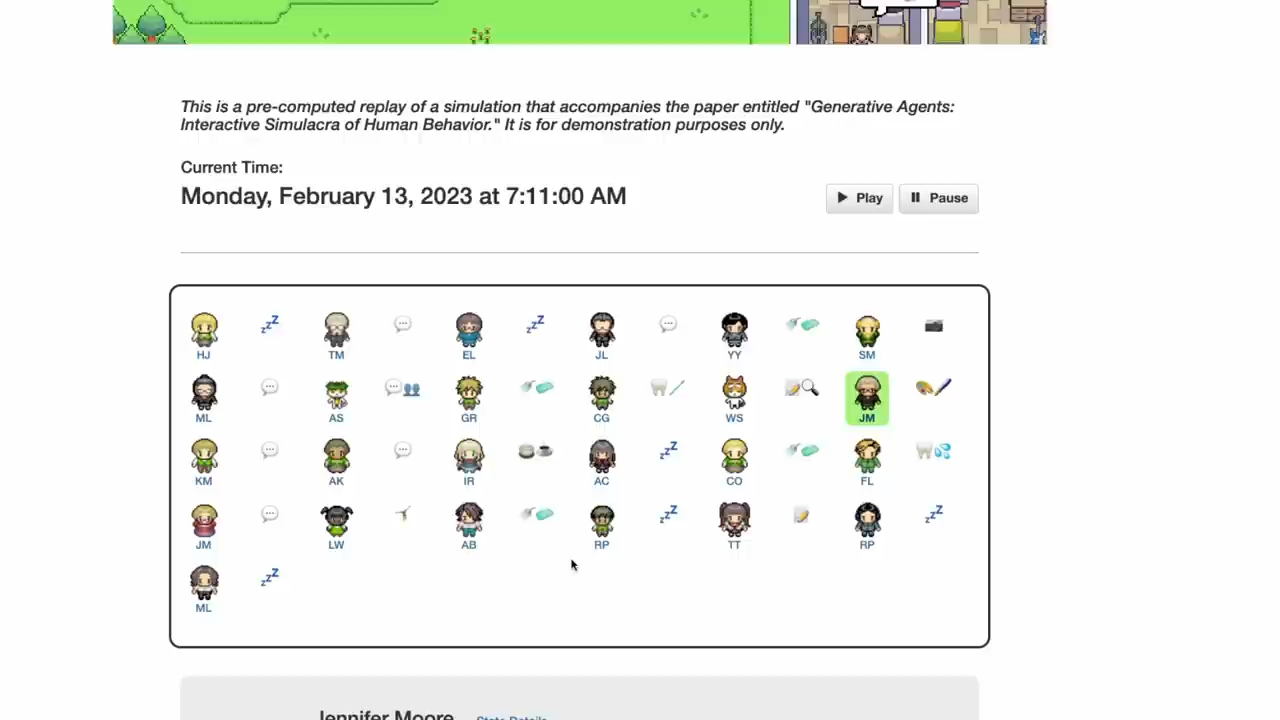 This is a pre-computed replay of a simulation that accompanies the paper entitled "Generative Agents:
Interactive Simulacra of Human Behavior." It is for demonstration purposes only.
Current Time:
Monday, February 13, 2023 at 7:11:00 AM
Play
Pause
HJ
TM
EL
JL
YY
SM
ML
AS
GR
CG
WS
JM
KM
AK
IR
AC
CO
FL
JM
LW
AB
RP
TT
RP
ML
Jennifer Moore State Details